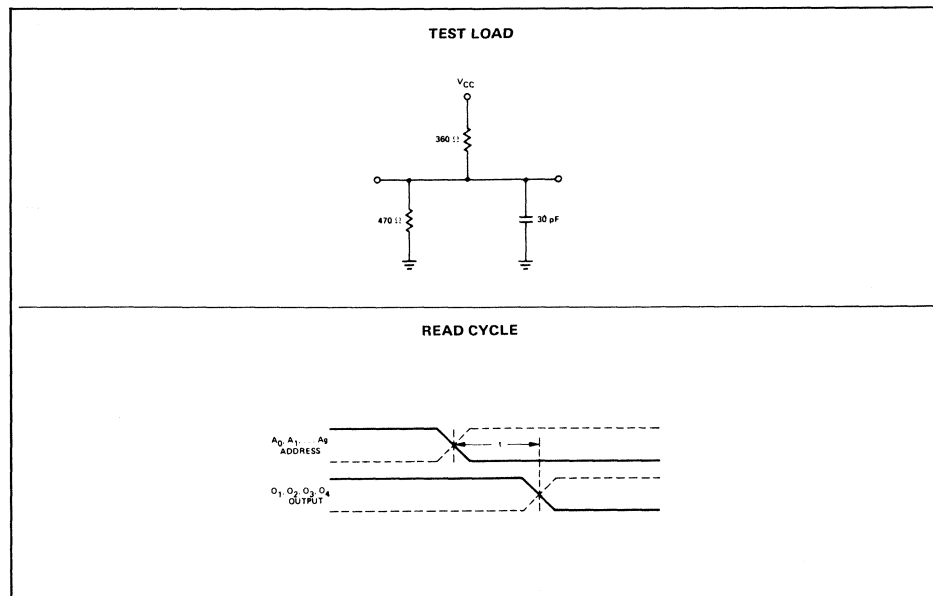 TEST LOAD
VCC
360 Ω
470 Ω
30 pF
READ CYCLE
A0, A1, . . . A9
ADDRESS
t
O1, O2, O3, O4
OUTPUT